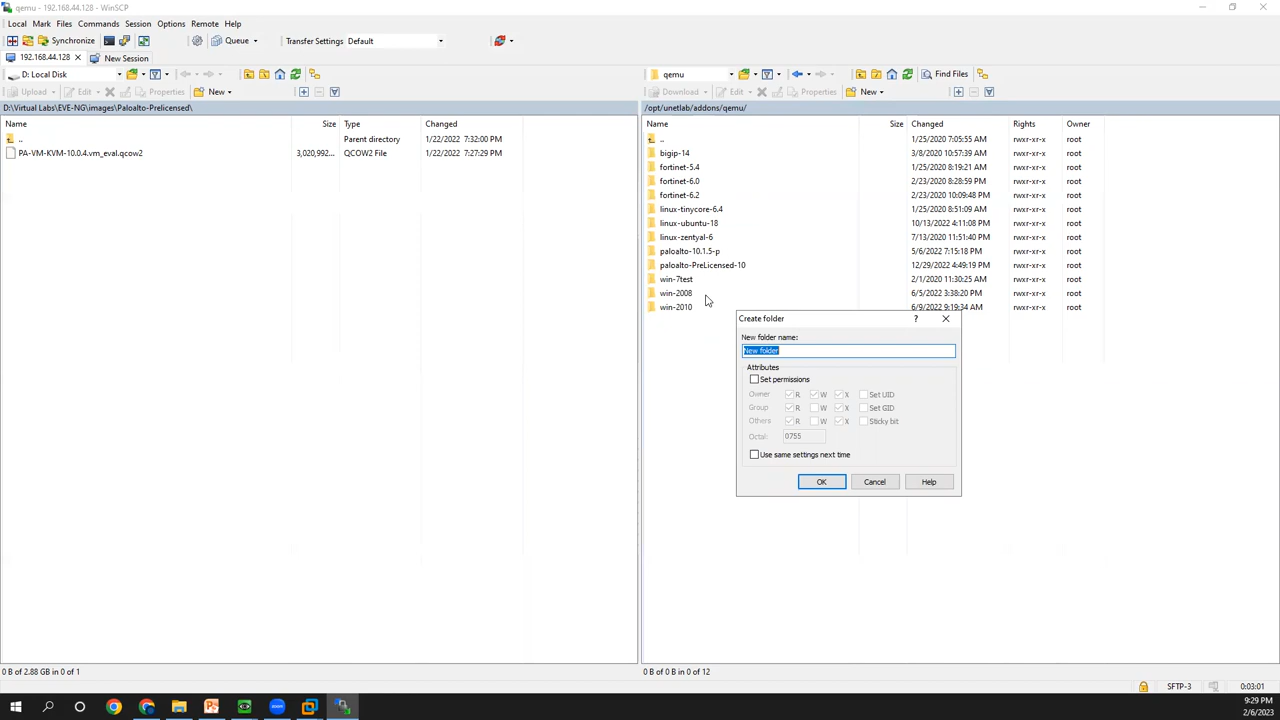 qemu - 192.168.44.128 - WinSCP
Local Mark Files Commands Session Options Remote Help
Synchronize Queue Transfer Settings Default
192.168.44.128 × New Session
D: Local Disk
Upload Edit Properties New
D:\Virtual Labs\EVE-NG\images\Paloalto-Prelicensed\
Name Size Type Changed
.. Parent directory 1/22/2022 7:32:00 PM
PA-VM-KVM-10.0.4.vm_eval.qcow2 3,020,992... QCOW2 File 1/22/2022 7:27:29 PM
0 B of 2.88 GB in 0 of 1
qemu Find Files
Download Edit Properties New
/opt/unetlab/addons/qemu/
Name Size Changed Rights Owner
.. 1/25/2020 7:05:55 AM rwxr-xr-x root
bigip-14 3/8/2020 10:57:39 AM rwxr-xr-x root
fortinet-5.4 1/25/2020 8:19:21 AM rwxr-xr-x root
fortinet-6.0 2/23/2020 8:28:59 PM rwxr-xr-x root
fortinet-6.2 2/23/2020 10:09:48 PM rwxr-xr-x root
linux-tinycore-6.4 1/25/2020 8:51:09 AM rwxr-xr-x root
linux-ubuntu-18 10/13/2022 4:11:08 PM rwxr-xr-x root
linux-zentyal-6 7/13/2020 11:51:40 PM rwxr-xr-x root
paloalto-10.1.5-p 5/6/2022 7:15:18 PM rwxr-xr-x root
paloalto-PreLicensed-10 12/29/2022 4:49:19 PM rwxr-xr-x root
win-7test 2/1/2020 11:30:25 AM rwxr-xr-x root
win-2008 6/5/2022 3:38:20 PM rwxr-xr-x root
win-2010 6/9/2022 9:19:34 AM rwxr-xr-x root
Create folder ?
New folder name:
New folder
Attributes
Set permissions
Owner R W X Set UID
Group R W X Set GID
Others R W X Sticky bit
Octal: 0755
Use same settings next time
OK Cancel Help
0 B of 0 B in 0 of 12
SFTP-3 0:03:01
9:29 PM
2/6/2023